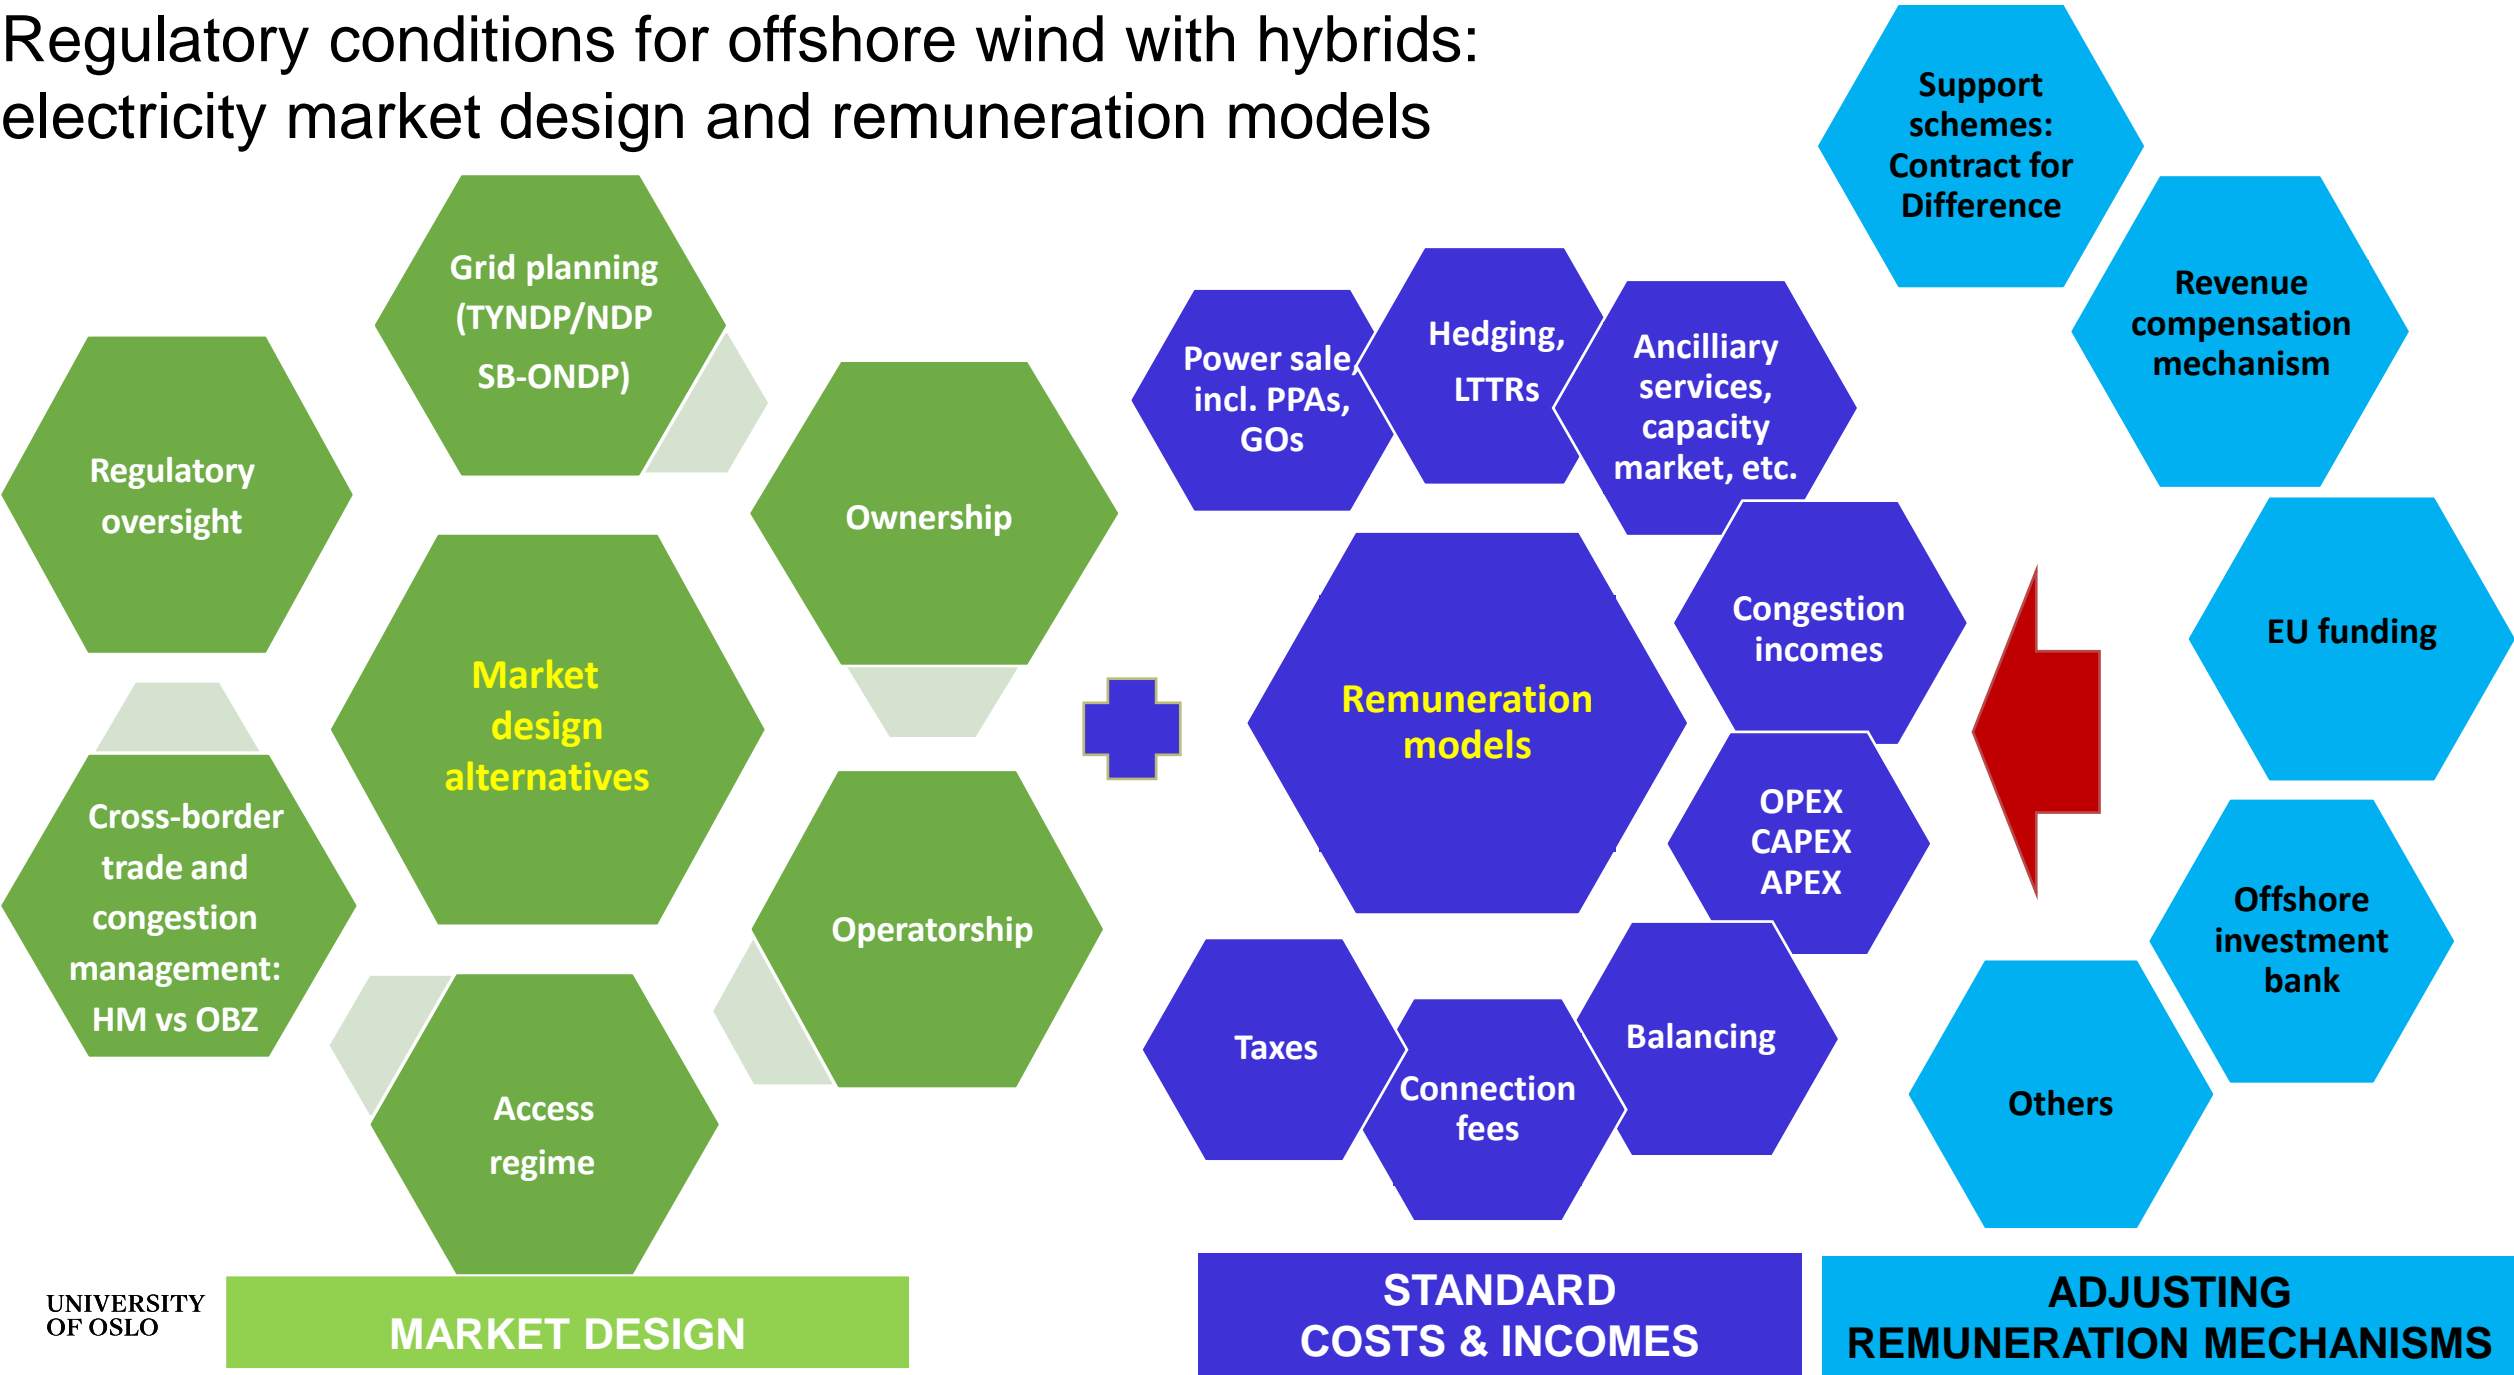 Regulatory conditions for offshore wind with hybrids:
electricity market design and remuneration models
Grid planning
(TYNDP/NDP
SB-ONDP)
Regulatory
oversight
Ownership
Market
design
alternatives
Cross-border
trade and
congestion
management:
HM vs OBZ
Operatorship
Access
regime
MARKET DESIGN
UNIVERSITY
OF OSLO
Power sale,
incl. PPAs,
GOs
Hedging,
LTTRs
Ancilliary
services,
capacity
market, etc.
Congestion
incomes
Remuneration
models
OPEX
CAPEX
APEX
Balancing
Connection
fees
Taxes
STANDARD
COSTS & INCOMES
Support
schemes:
Contract for
Difference
Revenue
compensation
mechanism
EU funding
Offshore
investment
bank
Others
ADJUSTING
REMUNERATION MECHANISMS